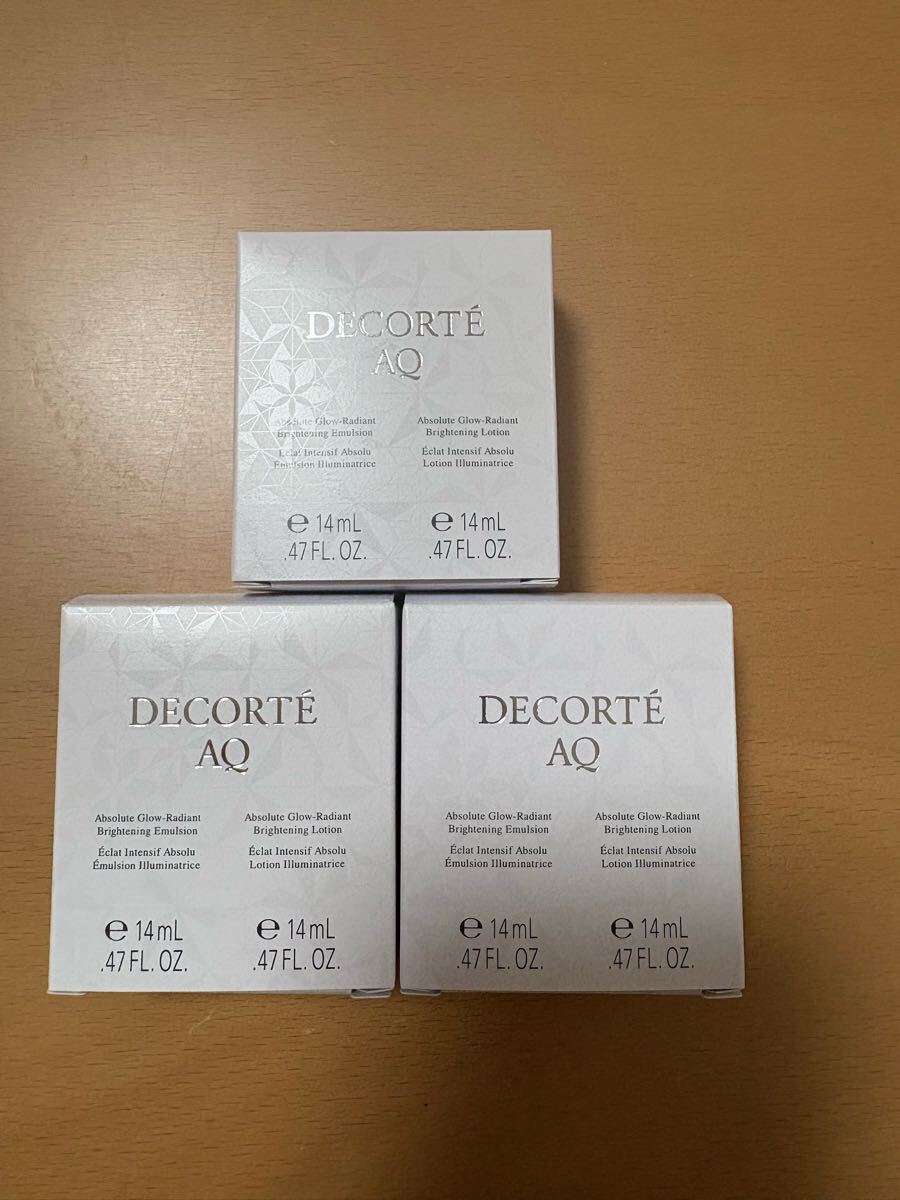 DECORTÉ
AQ
Absolute Glow-Radiant
Brightening Emulsion
Éclat Intensif Absolu
Émulsion Illuminatrice
Absolute Glow-Radiant
Brightening Lotion
Éclat Intensif Absolu
Lotion Illuminatrice
℮ 14mL
.47 FL. OZ.
℮ 14mL
.47 FL. OZ.
DECORTÉ
AQ
Absolute Glow-Radiant
Brightening Emulsion
Éclat Intensif Absolu
Émulsion Illuminatrice
Absolute Glow-Radiant
Brightening Lotion
Éclat Intensif Absolu
Lotion Illuminatrice
℮ 14mL
.47 FL. OZ.
℮ 14mL
.47 FL. OZ.
DECORTÉ
AQ
Absolute Glow-Radiant
Brightening Emulsion
Éclat Intensif Absolu
Émulsion Illuminatrice
Absolute Glow-Radiant
Brightening Lotion
Éclat Intensif Absolu
Lotion Illuminatrice
℮ 14mL
.47 FL. OZ.
℮ 14mL
.47 FL. OZ.